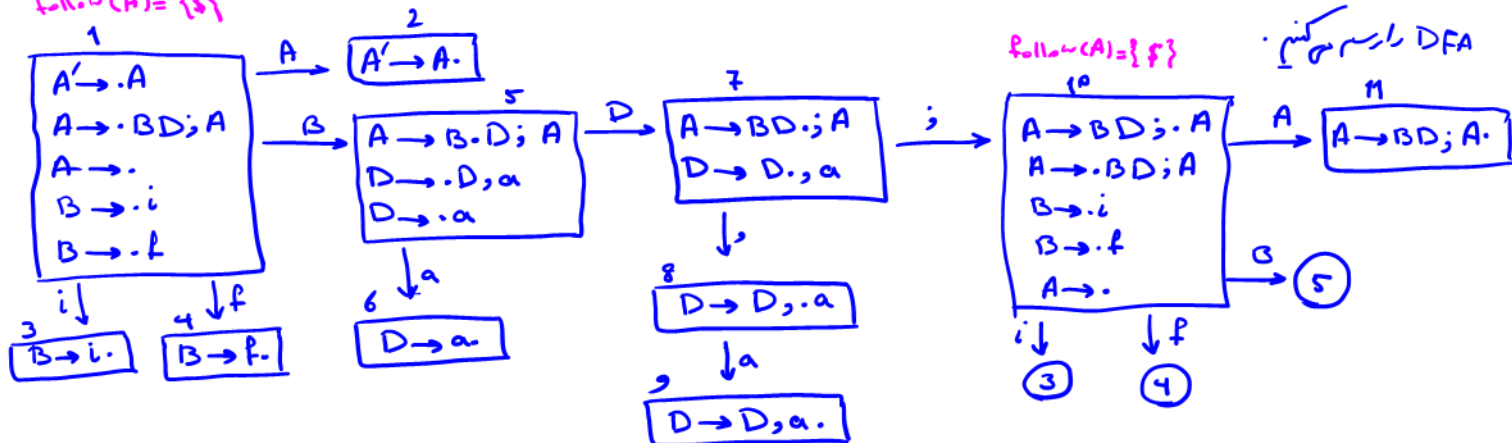 follow(A)={$}
1
A'→.A
A→.BD;A
A→.
B→.i
B→.f
A
2
A'→A.
B
5
A→B.D;A
D→.D,a
D→.a
D
7
A→BD.;A
D→D.,a
;
follow(A)={$}
10
A→BD;.A
A→.BD;A
B→.i
B→.f
A→.
A
11
A→BD;A.
DFA را رسم می کنیم.
B
5
i
3
B→i.
f
4
B→f.
a
6
D→a.
,
8
D→D,.a
a
9
D→D,a.
i
3
f
4